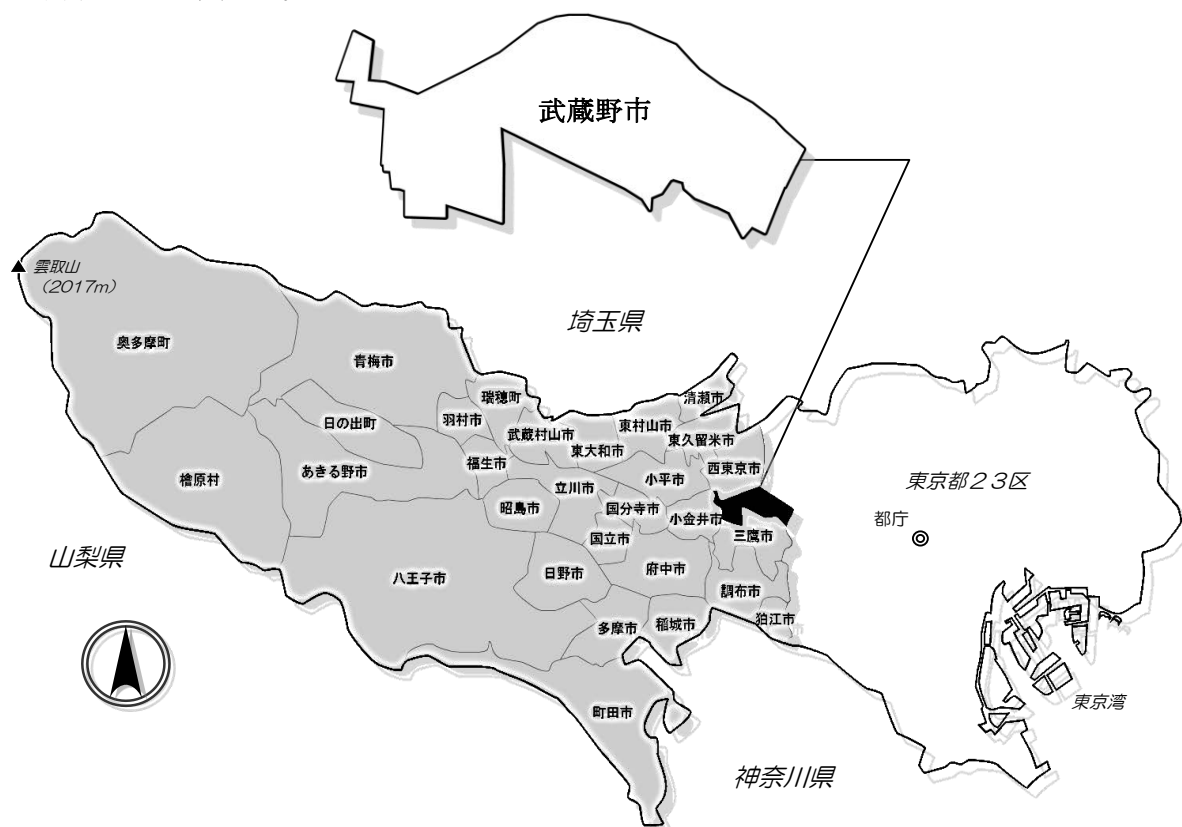 武蔵野市
雲取山
(2017m)
埼玉県
奥多摩町
青梅市
瑞穂町
清瀬市
羽村市
日の出町
武蔵村山市
東村山市
東久留米市
東大和市
福生市
あきる野市
西東京市
檜原村
小平市
東京都23区
立川市
昭島市
国分寺市
小金井市
都庁
三鷹市
国立市
山梨県
八王子市
日野市
府中市
調布市
狛江市
稲城市
多摩市
東京湾
町田市
神奈川県